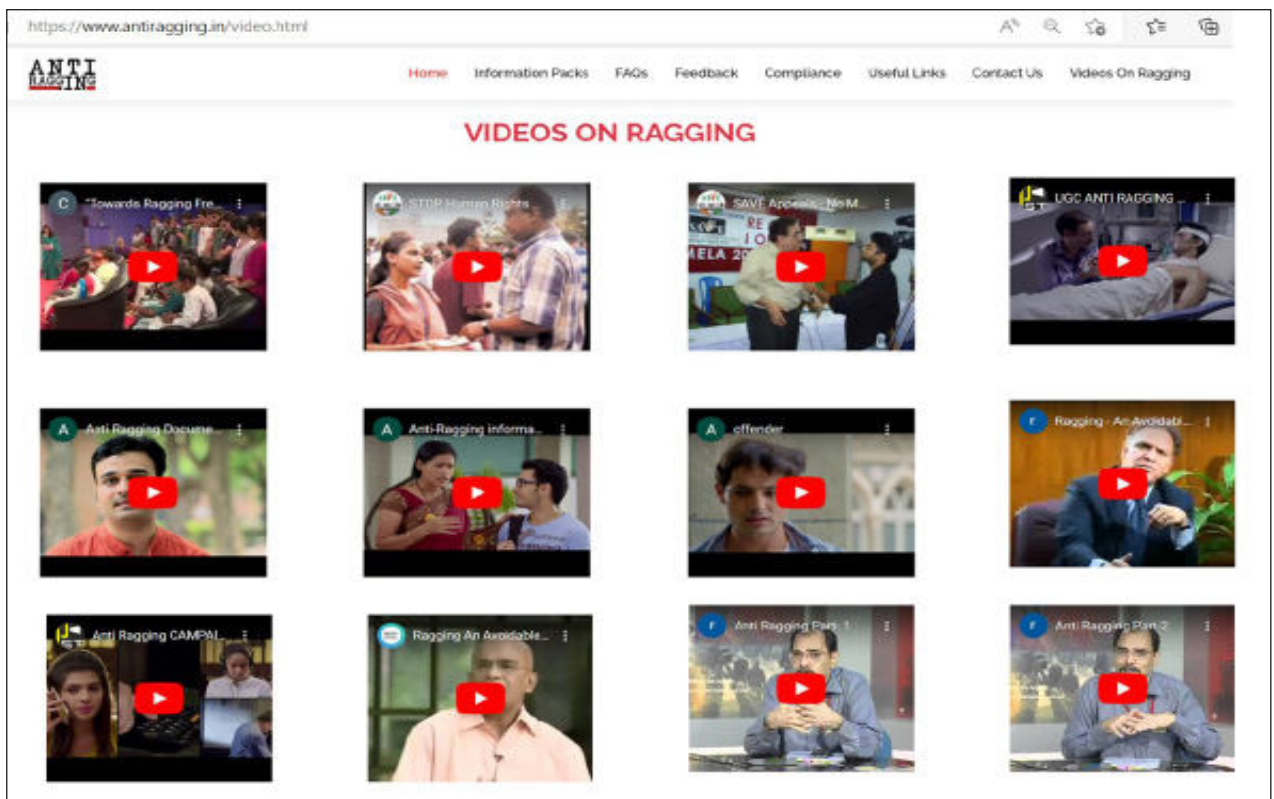 https://www.antiragging.in/video.html
ANTI
RAGGING
Home Information Packs FAQs Feedback Compliance Useful Links Contact Us Videos On Ragging
VIDEOS ON RAGGING
C "Towards Ragging Fre...
STOP Human Rights
SAVE Appeals - No M...
RE
MELA 20
UGC ANTI RAGGING ...
A Anti Ragging Docume...
A Anti-Ragging informa...
A offender
r Ragging - An Avoidabl...
Anti Ragging CAMPAI...
Ragging An Avoidable...
r Anti Ragging Part- 1
r Anti Ragging Part-2